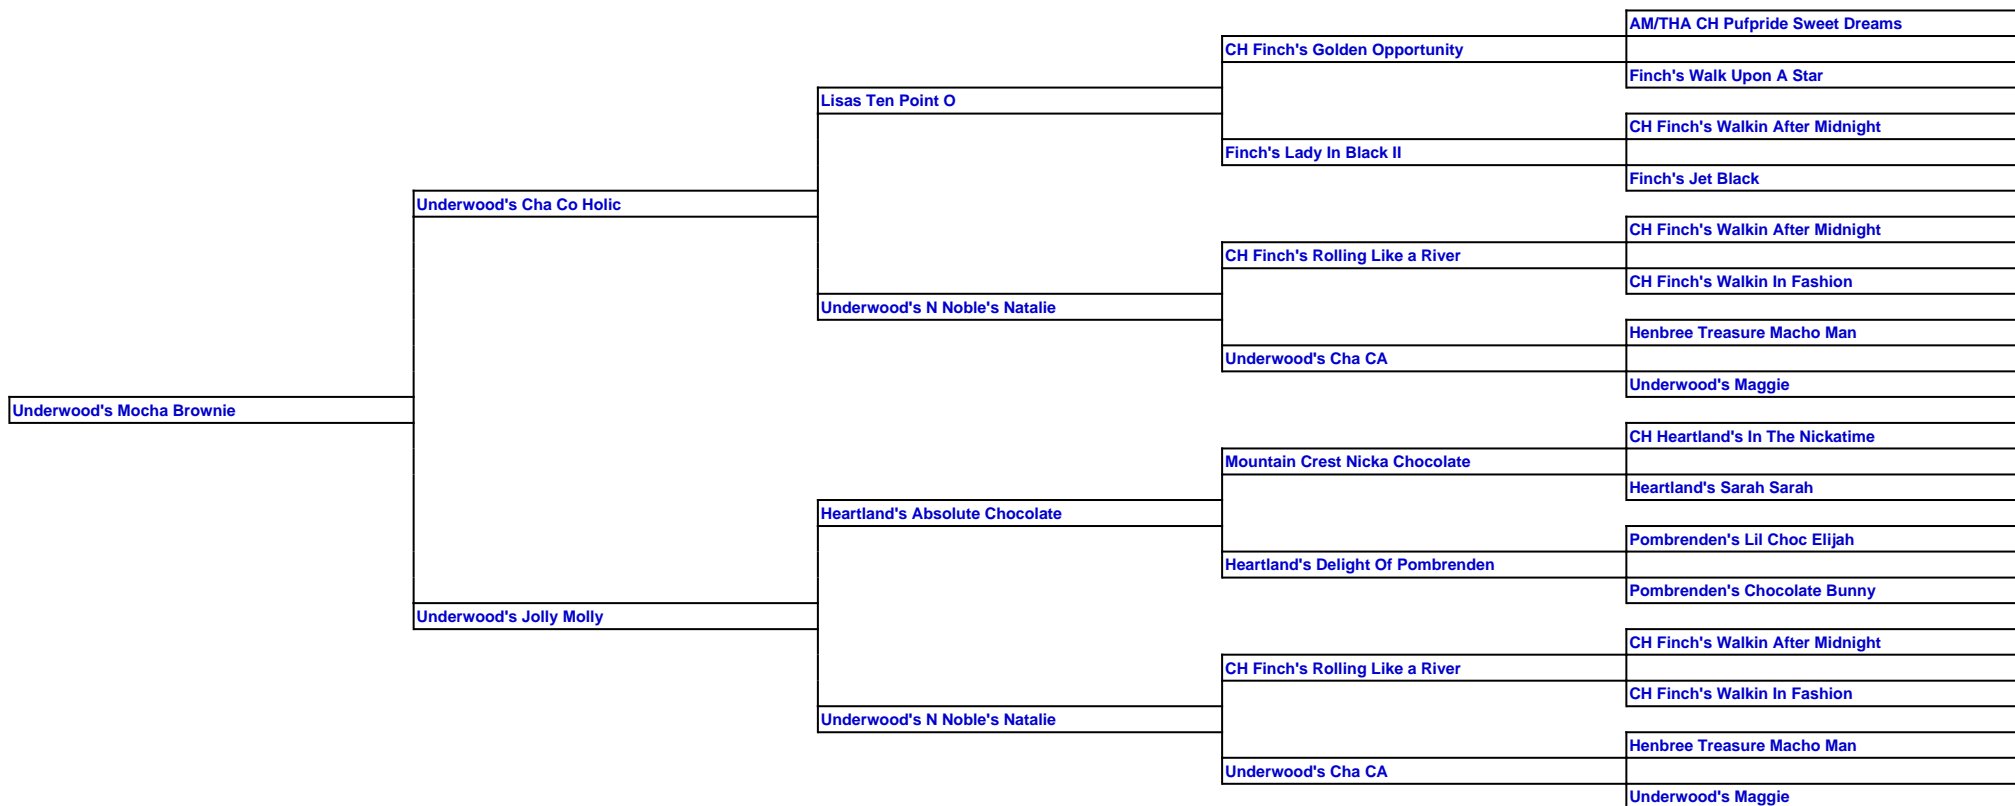 AM/THA CH Pufpride Sweet Dreams
CH Finch's Golden Opportunity
Finch's Walk Upon A Star
Lisas Ten Point O
CH Finch's Walkin After Midnight
Finch's Lady In Black II
Finch's Jet Black
Underwood's Cha Co Holic
CH Finch's Walkin After Midnight
CH Finch's Rolling Like a River
CH Finch's Walkin In Fashion
Underwood's N Noble's Natalie
Henbree Treasure Macho Man
Underwood's Cha CA
Underwood's Maggie
Underwood's Mocha Brownie
CH Heartland's In The Nickatime
Mountain Crest Nicka Chocolate
Heartland's Sarah Sarah
Heartland's Absolute Chocolate
Pombrenden's Lil Choc Elijah
Heartland's Delight Of Pombrenden
Pombrenden's Chocolate Bunny
Underwood's Jolly Molly
CH Finch's Walkin After Midnight
CH Finch's Rolling Like a River
CH Finch's Walkin In Fashion
Underwood's N Noble's Natalie
Henbree Treasure Macho Man
Underwood's Cha CA
Underwood's Maggie